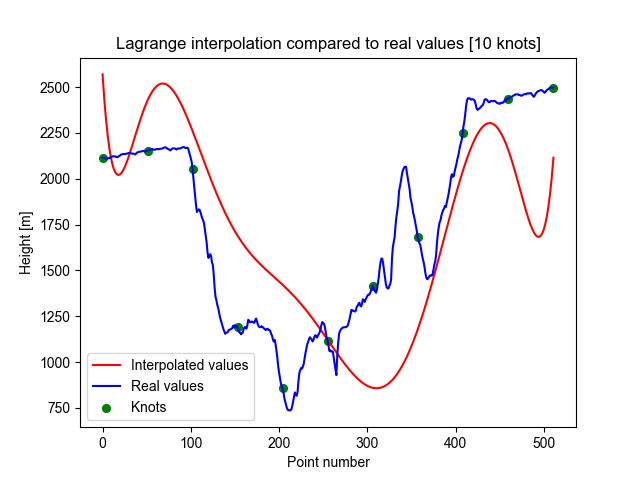 Lagrange interpolation compared to real values [10 knots]
2500
2250
2000
1750
1500
1250
1000
750
Height [m]
Interpolated values
Real values
Knots
0 100 200 300 400 500
Point number